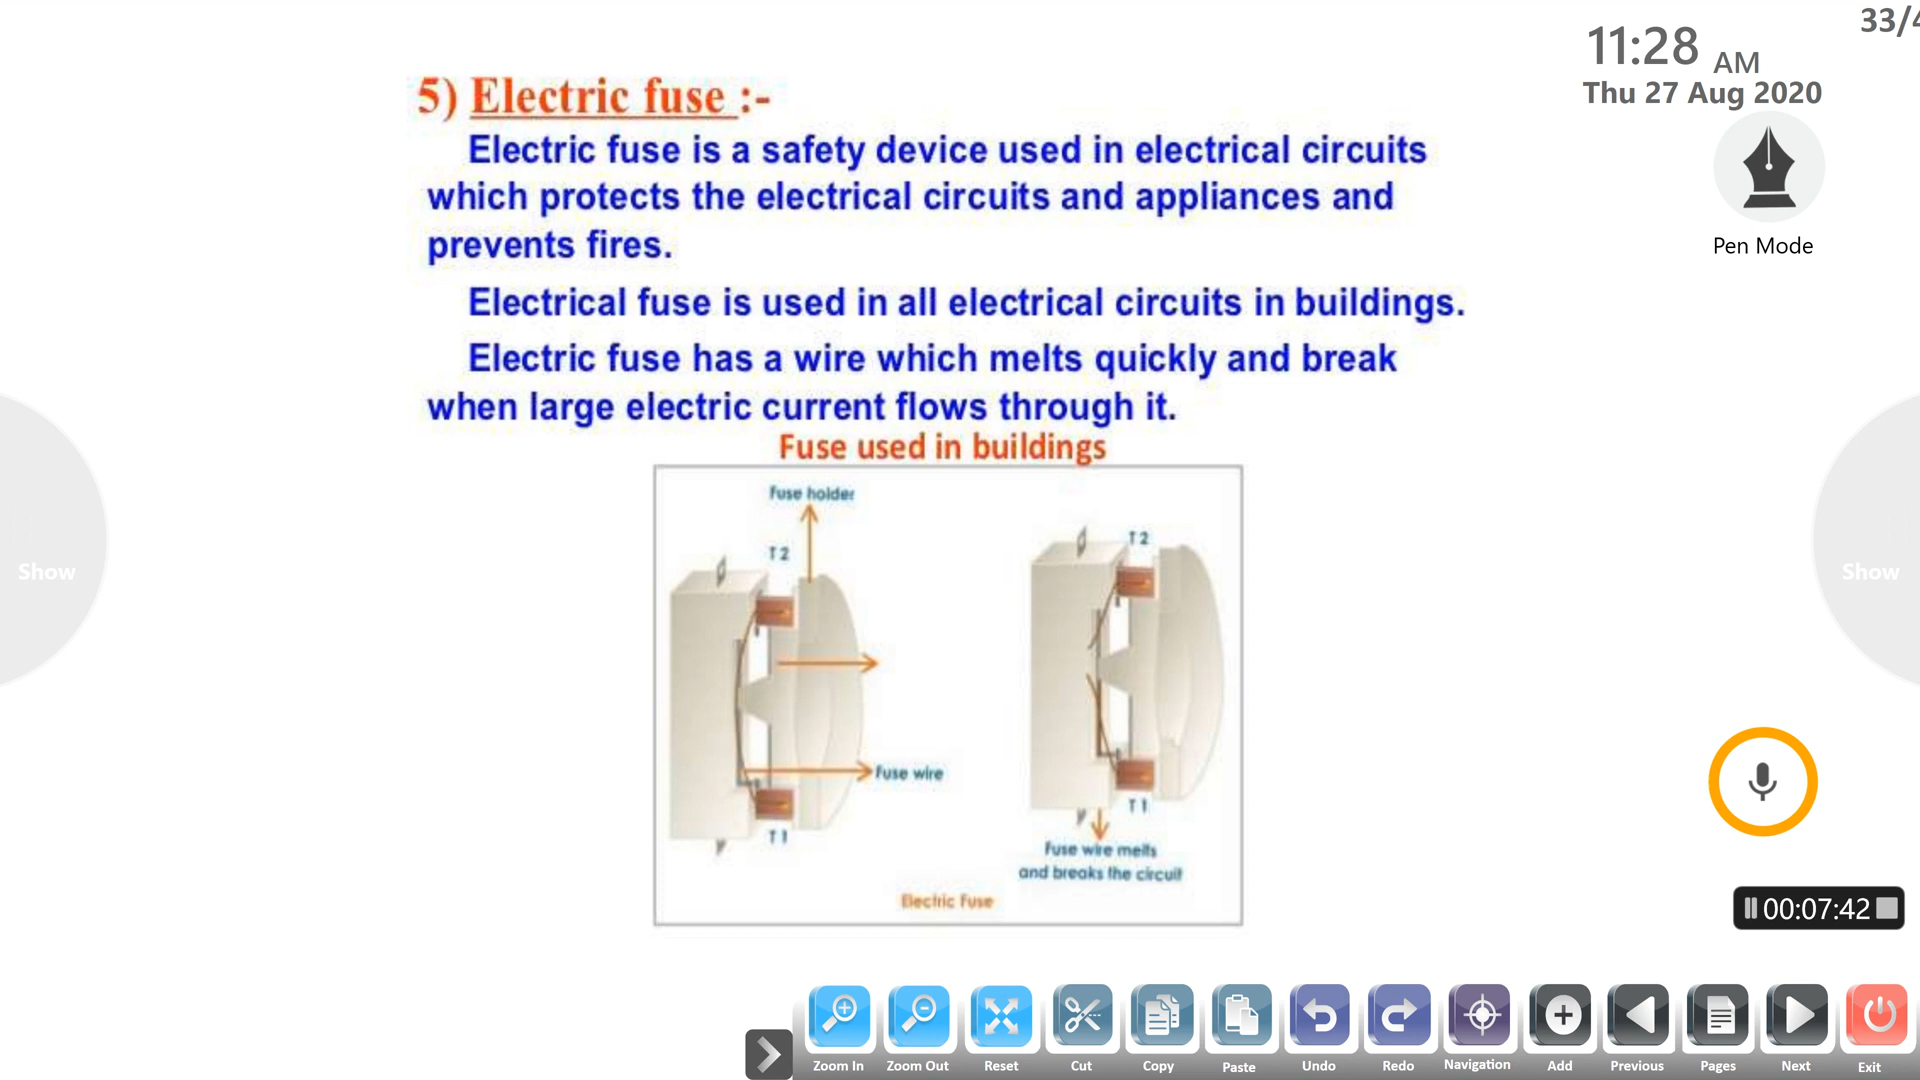 33/4
11:28 AM
Thu 27 Aug 2020
Pen Mode
5) Electric fuse :-
Electric fuse is a safety device used in electrical circuits
which protects the electrical circuits and appliances and
prevents fires.
Electrical fuse is used in all electrical circuits in buildings.
Electric fuse has a wire which melts quickly and break
when large electric current flows through it.
Fuse used in buildings
Fuse holder
T 2
T 2
Show
Show
Fuse wire
T 1
T 1
Fuse wire melts
and breaks the circuit
Electric Fuse
00:07:42
Zoom In Zoom Out Reset Cut Copy Paste Undo Redo Navigation Add Previous Pages Next Exit